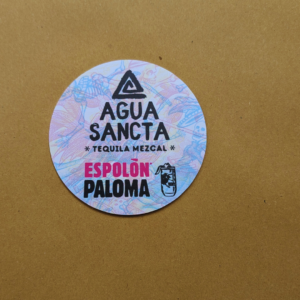 AGUA
SANCTA
* TEQUILA MEZCAL *
ESPOLÒN
PALOMA